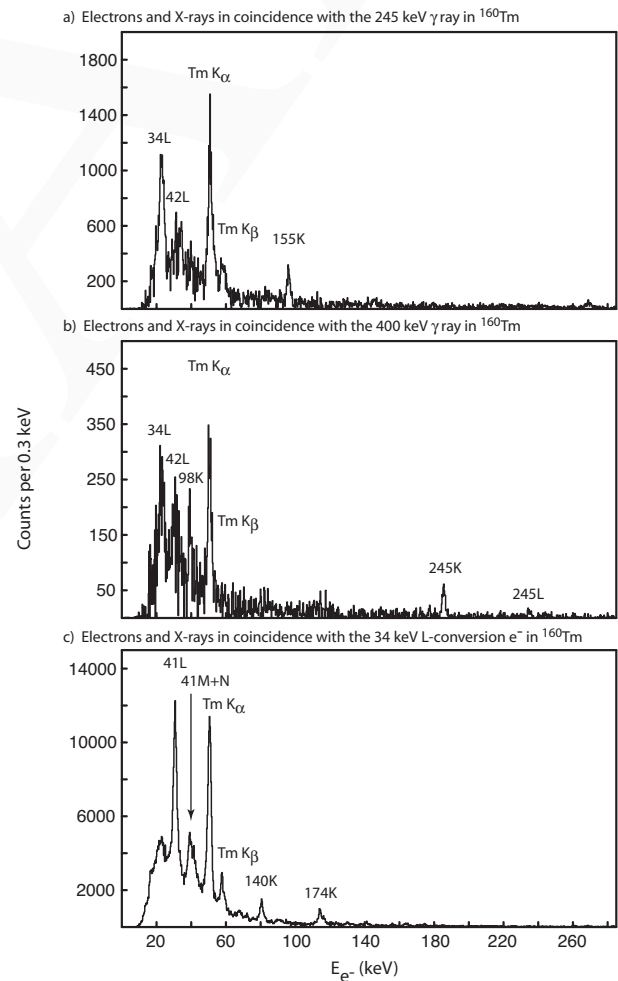 a) Electrons and X-rays in coincidence with the 245 keV γ ray in ¹⁶⁰Tm
1800
1400
1000
600
200
34L
42L
Tm Kα
Tm Kβ
155K
b) Electrons and X-rays in coincidence with the 400 keV γ ray in ¹⁶⁰Tm
450
350
250
150
50
Tm Kα
34L
42L
98K
Tm Kβ
245K
245L
Counts per 0.3 keV
c) Electrons and X-rays in coincidence with the 34 keV L-conversion e⁻ in ¹⁶⁰Tm
14000
10000
6000
2000
41L
41M+N
Tm Kα
Tm Kβ
140K
174K
20 60 100 140 180 220 260
Ee- (keV)